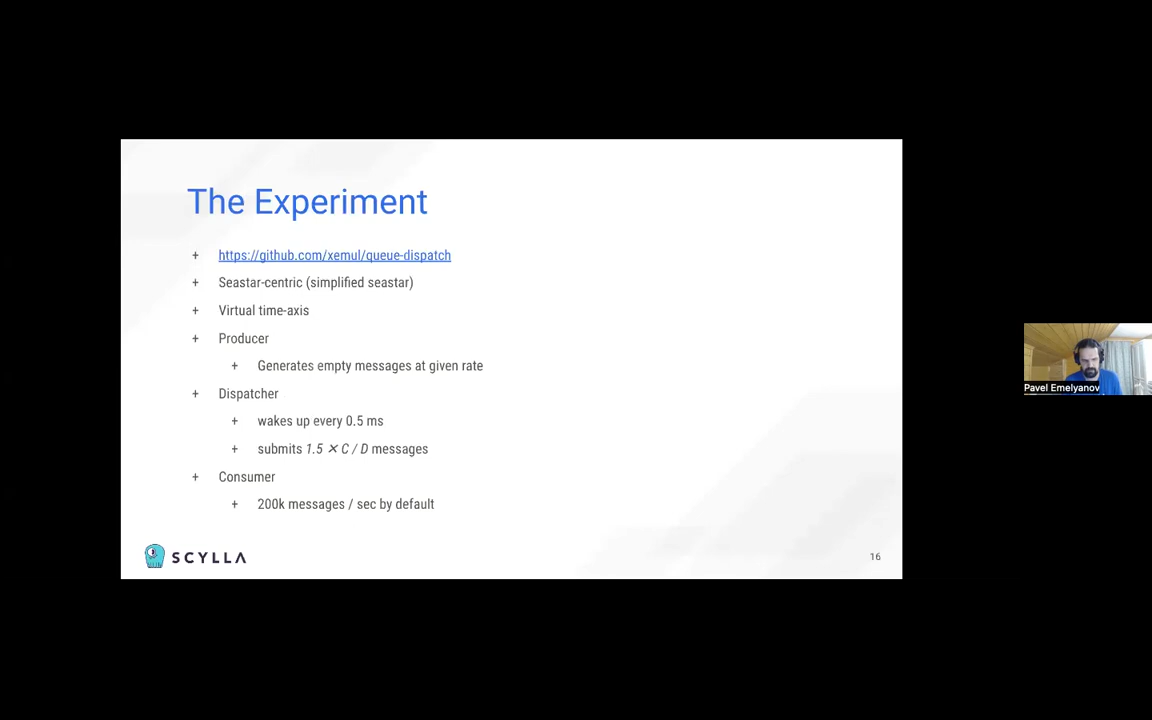 The Experiment
+ https://github.com/xemul/queue-dispatch
+ Seastar-centric (simplified seastar)
+ Virtual time-axis
+ Producer
+ Generates empty messages at given rate
+ Dispatcher
+ wakes up every 0.5 ms
+ submits 1.5 ✕ C / D messages
+ Consumer
+ 200k messages / sec by default
SCYLLA
16
Pavel Emelyanov